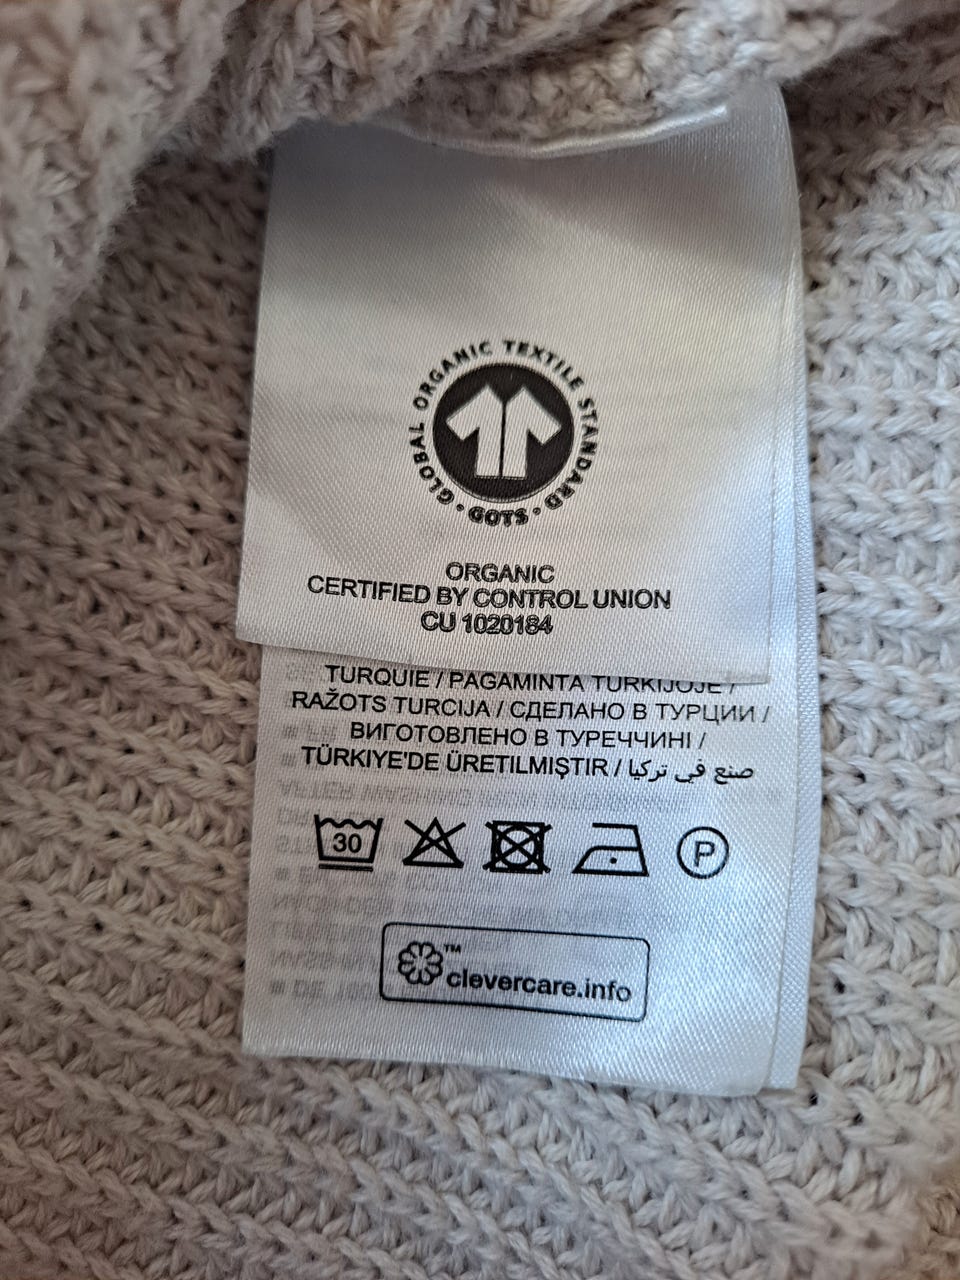 GLOBAL ORGANIC TEXTILE STANDARD · GOTS ·
ORGANIC
CERTIFIED BY CONTROL UNION
CU 1020184
TURQUIE / PAGAMINTA TURKIJOJE /
RAŽOTS TURCIJA / СДЕЛАНО В ТУРЦИИ /
ВИГОТОВЛЕНО В ТУРЕЧЧИНІ /
TÜRKIYE'DE ÜRETILMIŞTIR / صنع في تركيا
30
P
™
clevercare.info